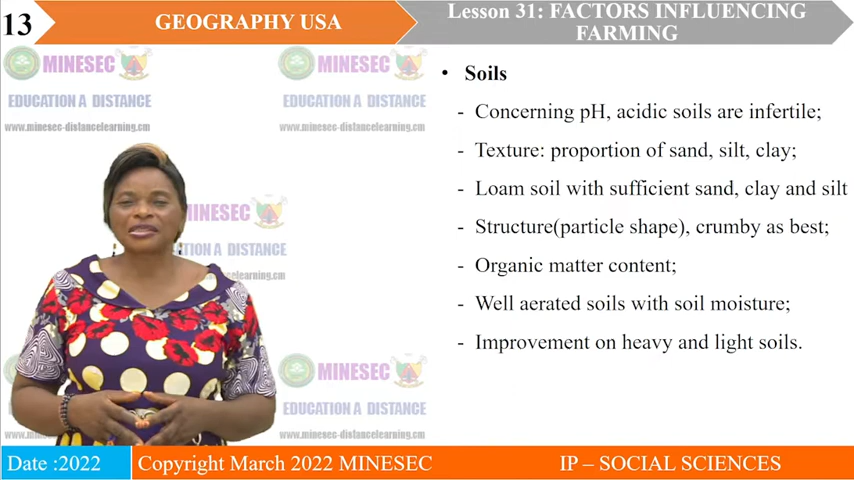 13
GEOGRAPHY USA
Lesson 31: FACTORS INFLUENCING
FARMING
MINESEC
EDUCATION A DISTANCE
www.minesec-distancelearning.cm
MINESEC
EDUCATION A DISTANCE
www.minesec-distancelearning.cm
• Soils
- Concerning pH, acidic soils are infertile;
- Texture: proportion of sand, silt, clay;
- Loam soil with sufficient sand, clay and silt
- Structure(particle shape), crumby as best;
- Organic matter content;
- Well aerated soils with soil moisture;
- Improvement on heavy and light soils.
MINESEC
A DISTANCE
MINESEC
EDUCATION A DISTANCE
www.minesec-distancelearning.cm
Date :2022
Copyright March 2022 MINESEC
IP – SOCIAL SCIENCES